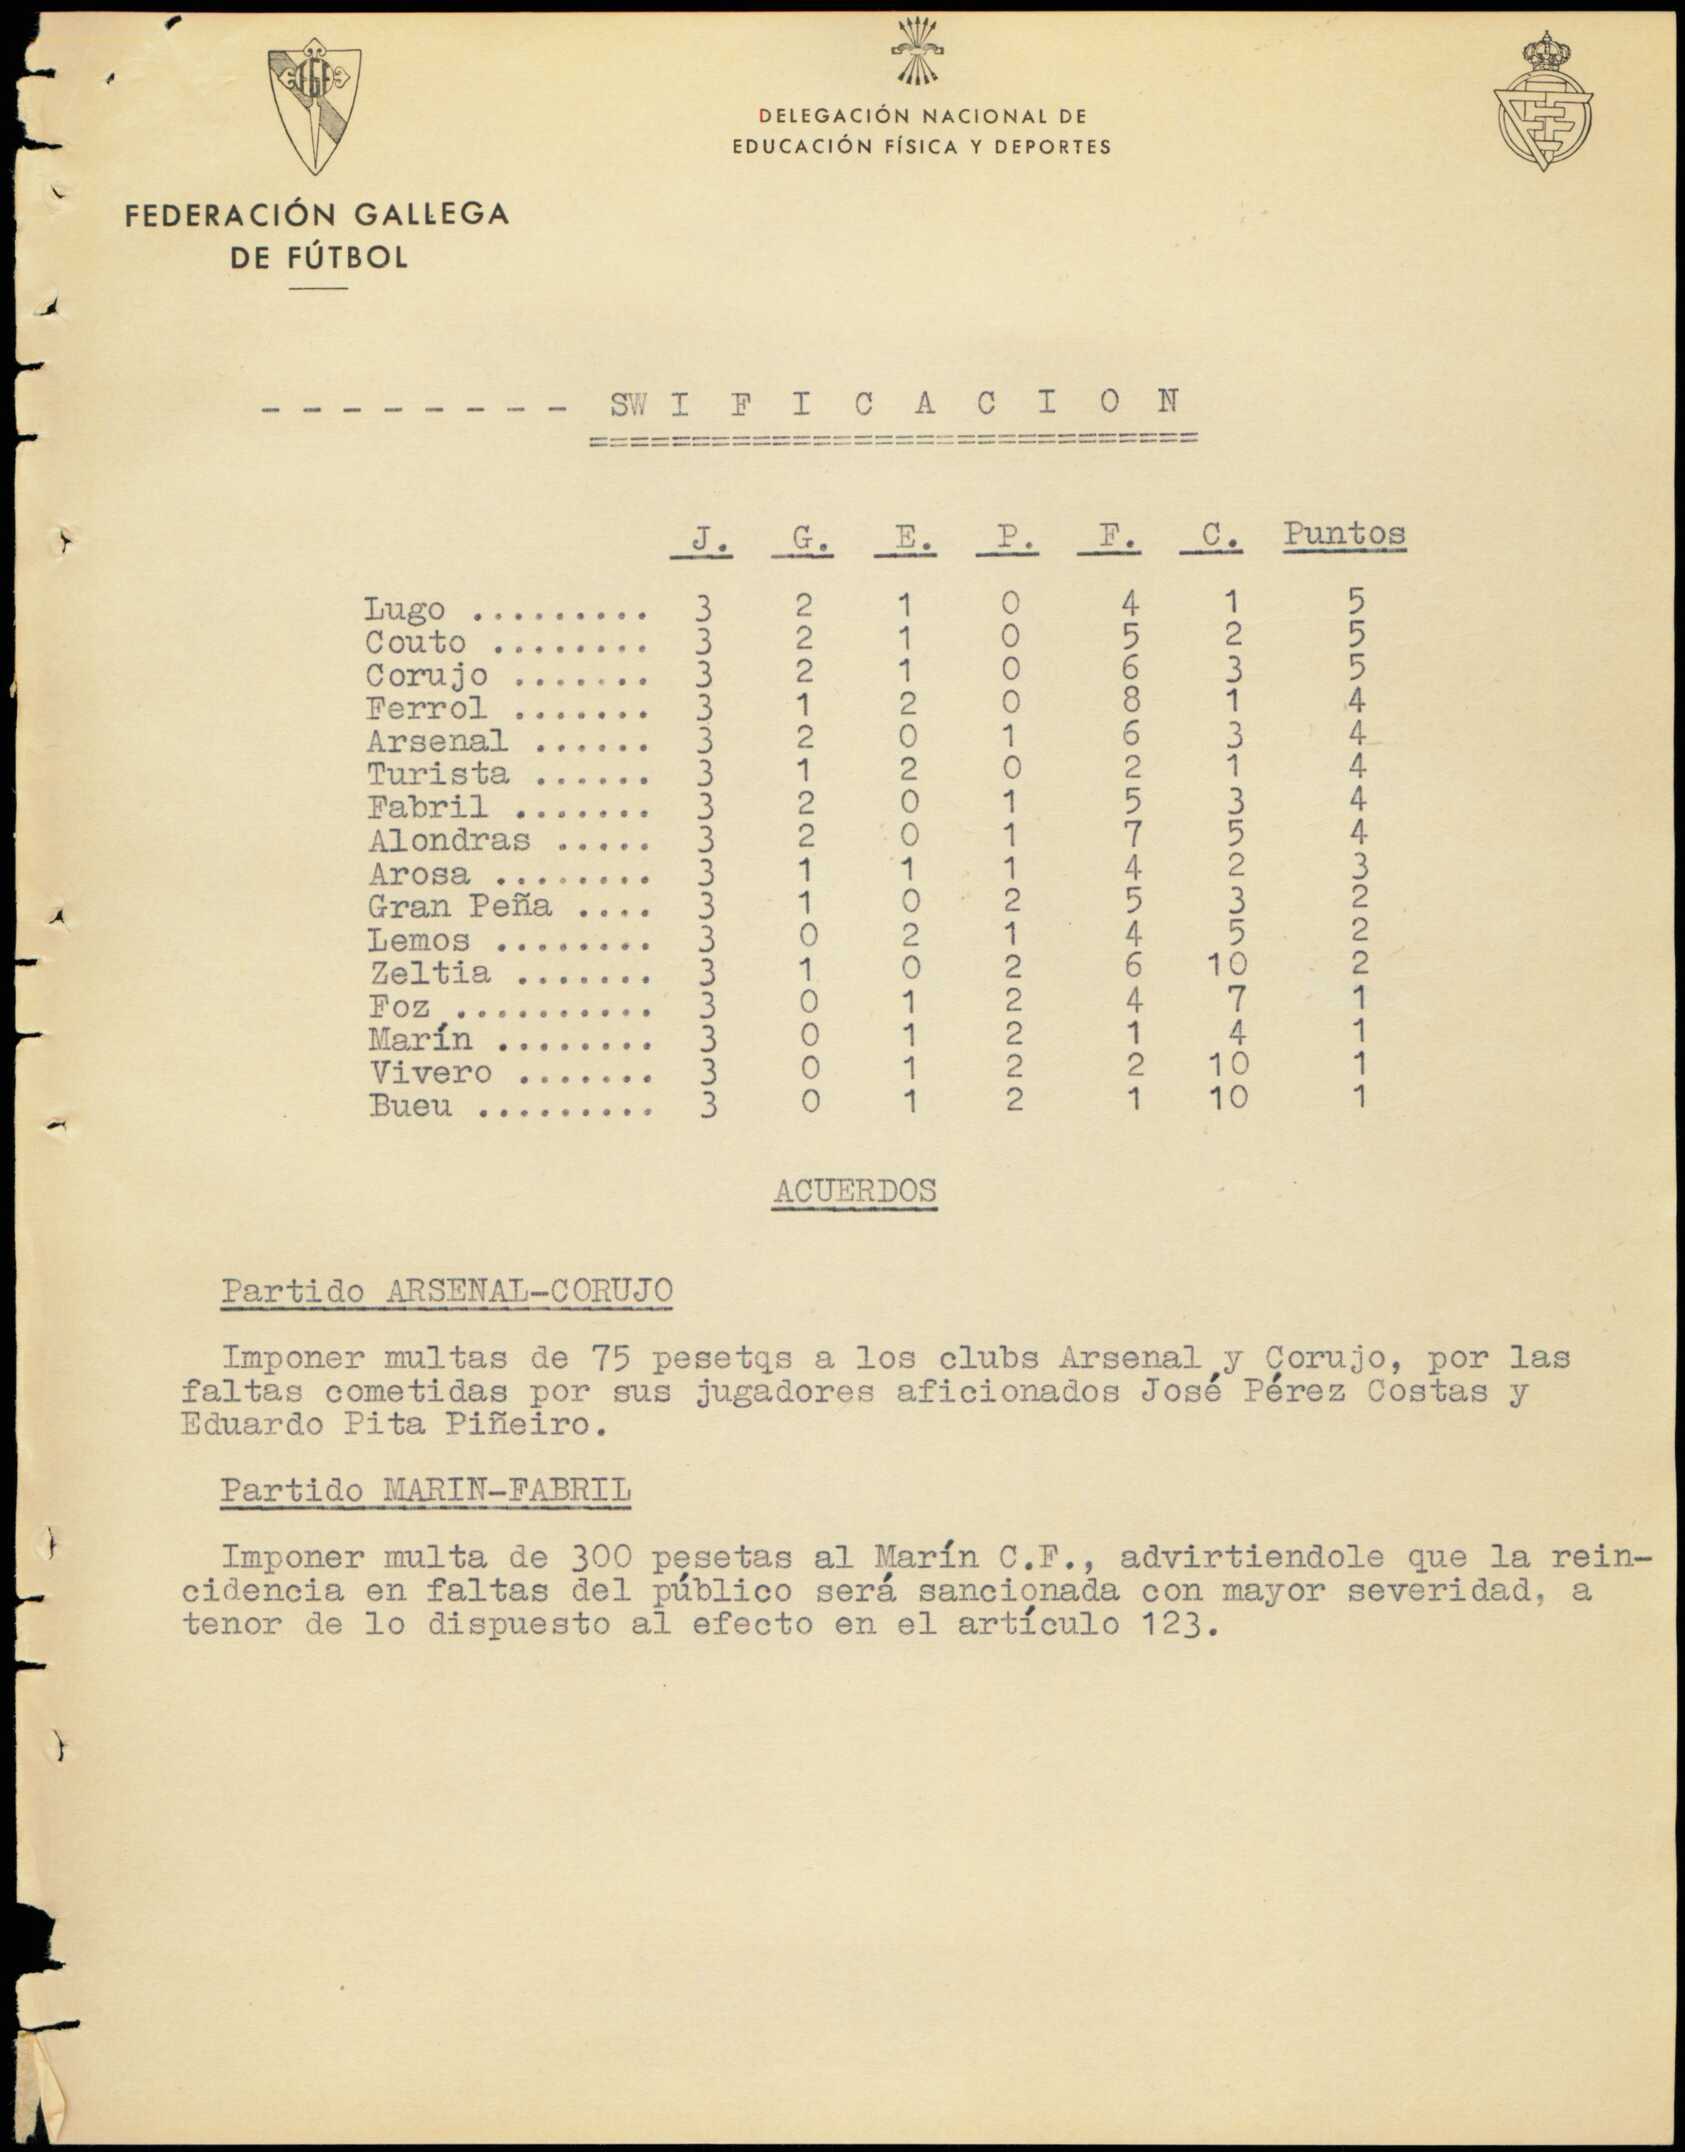 DELEGACIÓN NACIONAL DE
EDUCACIÓN FÍSICA Y DEPORTES
FEDERACIÓN GALLEGA
DE FÚTBOL
- - - - - - - - SW I F I C A C I O N
==============================
J. G. E. P. F. C. Puntos
Lugo ......... 3 2 1 0 4 1 5
Couto ........ 3 2 1 0 5 2 5
Corujo ....... 3 2 1 0 6 3 5
Ferrol ....... 3 1 2 0 8 1 4
Arsenal ...... 3 2 0 1 6 3 4
Turista ...... 3 1 2 0 2 1 4
Fabril ....... 3 2 0 1 5 3 4
Alondras ..... 3 2 0 1 7 5 4
Arosa ........ 3 1 1 1 4 2 3
Gran Peña .... 3 1 0 2 5 3 2
Lemos ........ 3 0 2 1 4 5 2
Zeltia ....... 3 1 0 2 6 10 2
Foz .......... 3 0 1 2 4 7 1
Marín ........ 3 0 1 2 1 4 1
Vivero ....... 3 0 1 2 2 10 1
Bueu ......... 3 0 1 2 1 10 1
ACUERDOS
Partido ARSENAL-CORUJO
Imponer multas de 75 pesetqs a los clubs Arsenal y Corujo, por las
faltas cometidas por sus jugadores aficionados José Pérez Costas y
Eduardo Pita Piñeiro.
Partido MARIN-FABRIL
Imponer multa de 300 pesetas al Marín C.F., advirtiendole que la rein-
cidencia en faltas del público será sancionada con mayor severidad, a
tenor de lo dispuesto al efecto en el artículo 123.